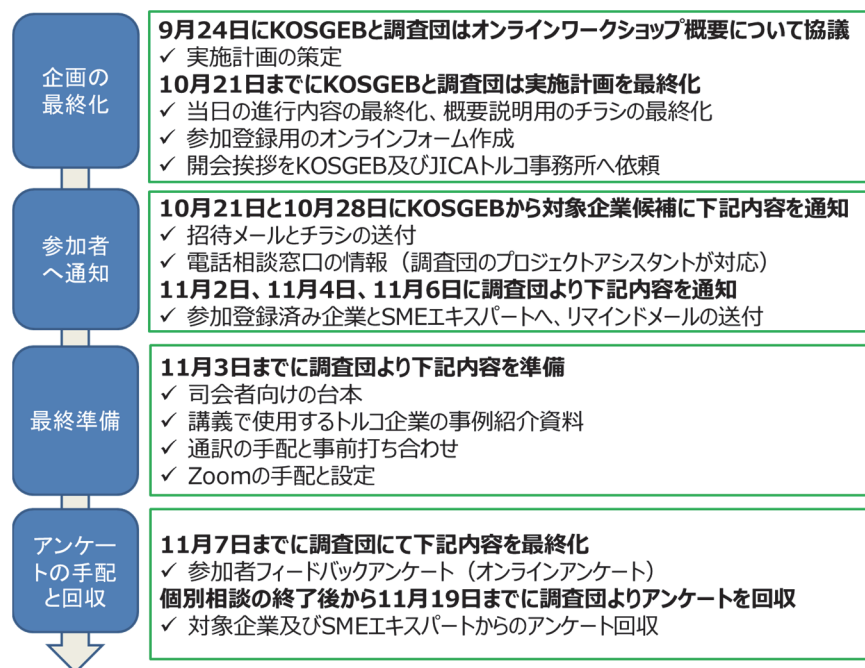 企画の
最終化
9月24日にKOSGEBと調査団はオンラインワークショップ概要について協議
✓ 実施計画の策定
10月21日までにKOSGEBと調査団は実施計画を最終化
✓ 当日の進行内容の最終化、概要説明用のチラシの最終化
✓ 参加登録用のオンラインフォーム作成
✓ 開会挨拶をKOSGEB及びJICAトルコ事務所へ依頼
参加者
へ通知
10月21日と10月28日にKOSGEBから対象企業候補に下記内容を通知
✓ 招待メールとチラシの送付
✓ 電話相談窓口の情報（調査団のプロジェクトアシスタントが対応）
11月2日、11月4日、11月6日に調査団より下記内容を通知
✓ 参加登録済み企業とSMEエキスパートへ、リマインドメールの送付
最終準備
11月3日までに調査団より下記内容を準備
✓ 司会者向けの台本
✓ 講義で使用するトルコ企業の事例紹介資料
✓ 通訳の手配と事前打ち合わせ
✓ Zoomの手配と設定
アンケー
トの手配
と回収
11月7日までに調査団にて下記内容を最終化
✓ 参加者フィードバックアンケート（オンラインアンケート）
個別相談の終了後から11月19日までに調査団よりアンケートを回収
✓ 対象企業及びSMEエキスパートからのアンケート回収